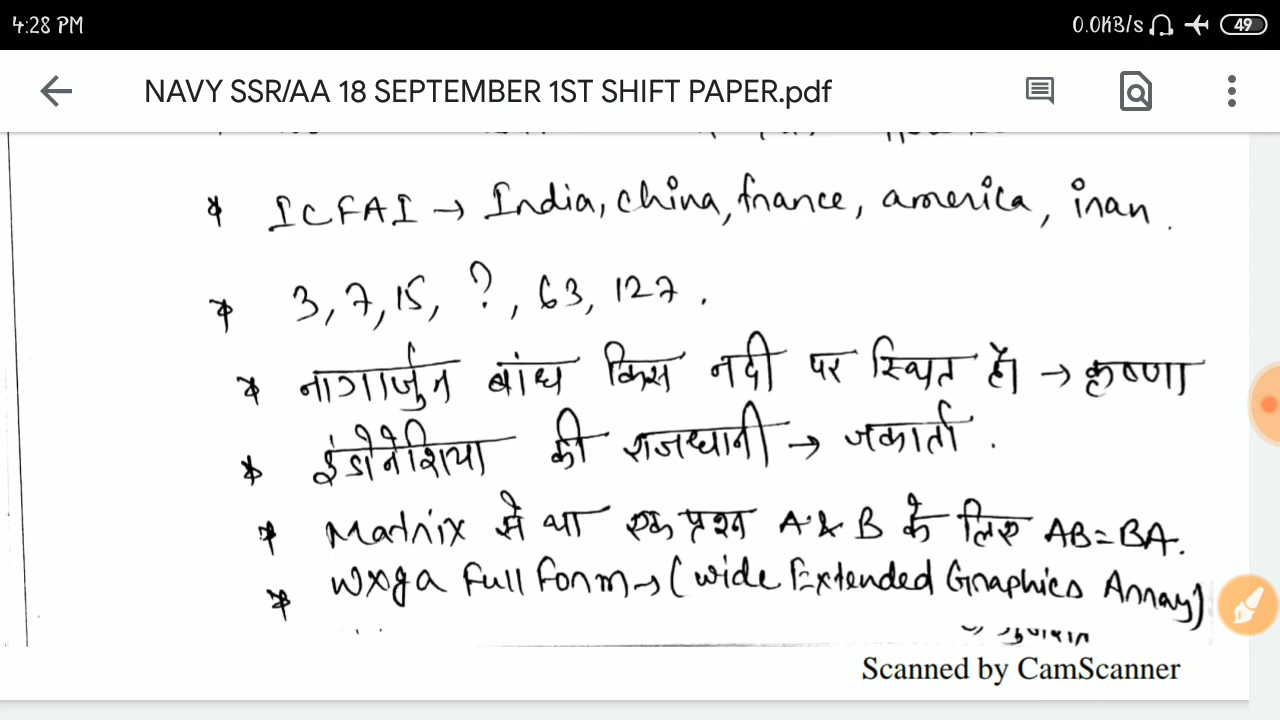 4:28 PM 0.0KB/s 49
NAVY SSR/AA 18 SEPTEMBER 1ST SHIFT PAPER.pdf
* ICFAI → India, china, france, america, iran.
* 3, 7, 15, ?, 63, 127.
* नागार्जुन बांध किस नदी पर स्थित है। → कृष्णा
* इंडोनेशिया की राजधानी → जकार्ता.
* Matrix से था एक प्रश्न A & B के लिए AB=BA.
* wxga full form → (wide Extended Graphics Array)
Scanned by CamScanner